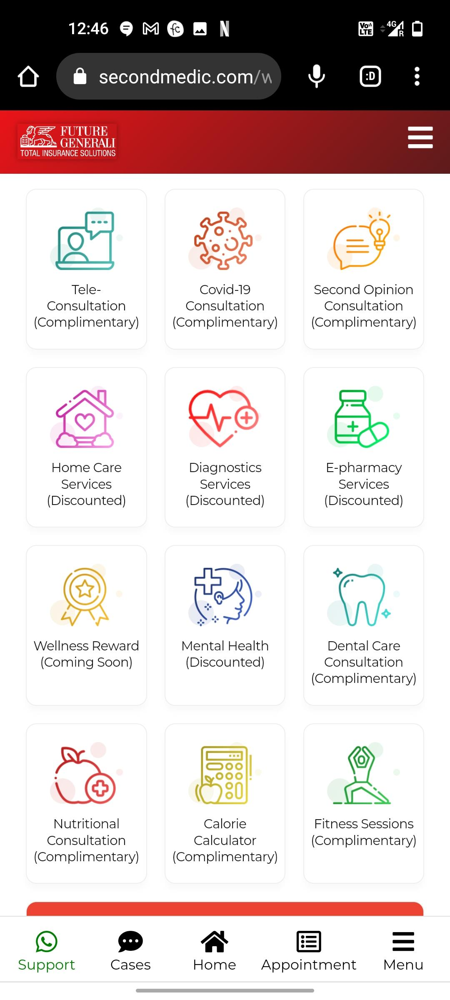 12:46
fc
N
Vo
LTE
4G
R
secondmedic.com/w
:D
FUTURE
GENERALI
TOTAL INSURANCE SOLUTIONS
Tele-
Consultation
(Complimentary)
Covid-19
Consultation
(Complimentary)
Second Opinion
Consultation
(Complimentary)
Home Care
Services
(Discounted)
Diagnostics
Services
(Discounted)
E-pharmacy
Services
(Discounted)
Wellness Reward
(Coming Soon)
Mental Health
(Discounted)
Dental Care
Consultation
(Complimentary)
Nutritional
Consultation
(Complimentary)
Calorie
Calculator
(Complimentary)
Fitness Sessions
(Complimentary)
Support
Cases
Home
Appointment
Menu